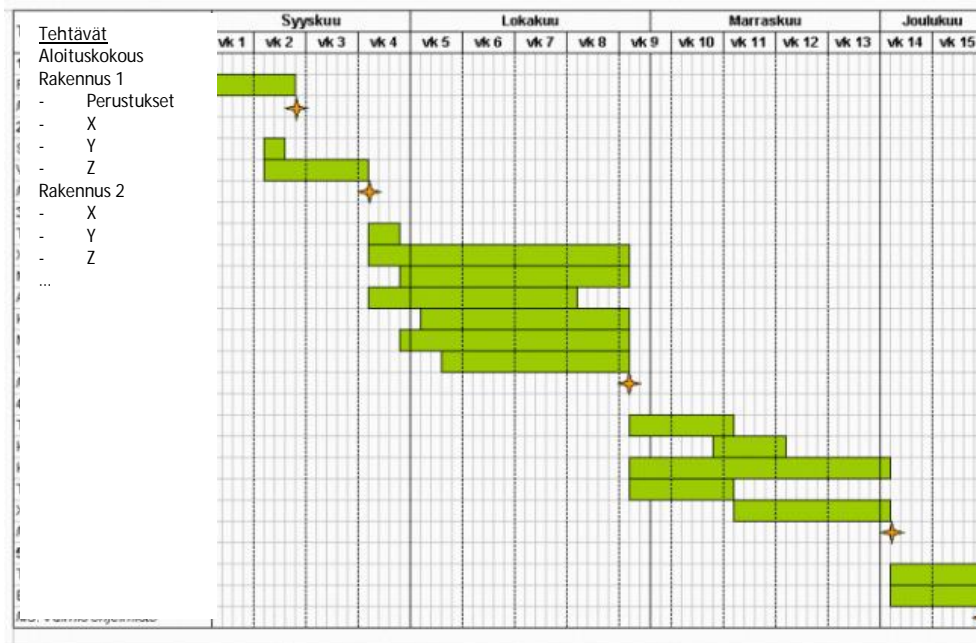 Syyskuu Lokakuu Marraskuu Joulukuu
vk 1 vk 2 vk 3 vk 4 vk 5 vk 6 vk 7 vk 8 vk 9 vk 10 vk 11 vk 12 vk 13 vk 14 vk 15
Tehtävät
Aloituskokous
Rakennus 1
- Perustukset
- X
- Y
- Z
Rakennus 2
- X
- Y
- Z
...